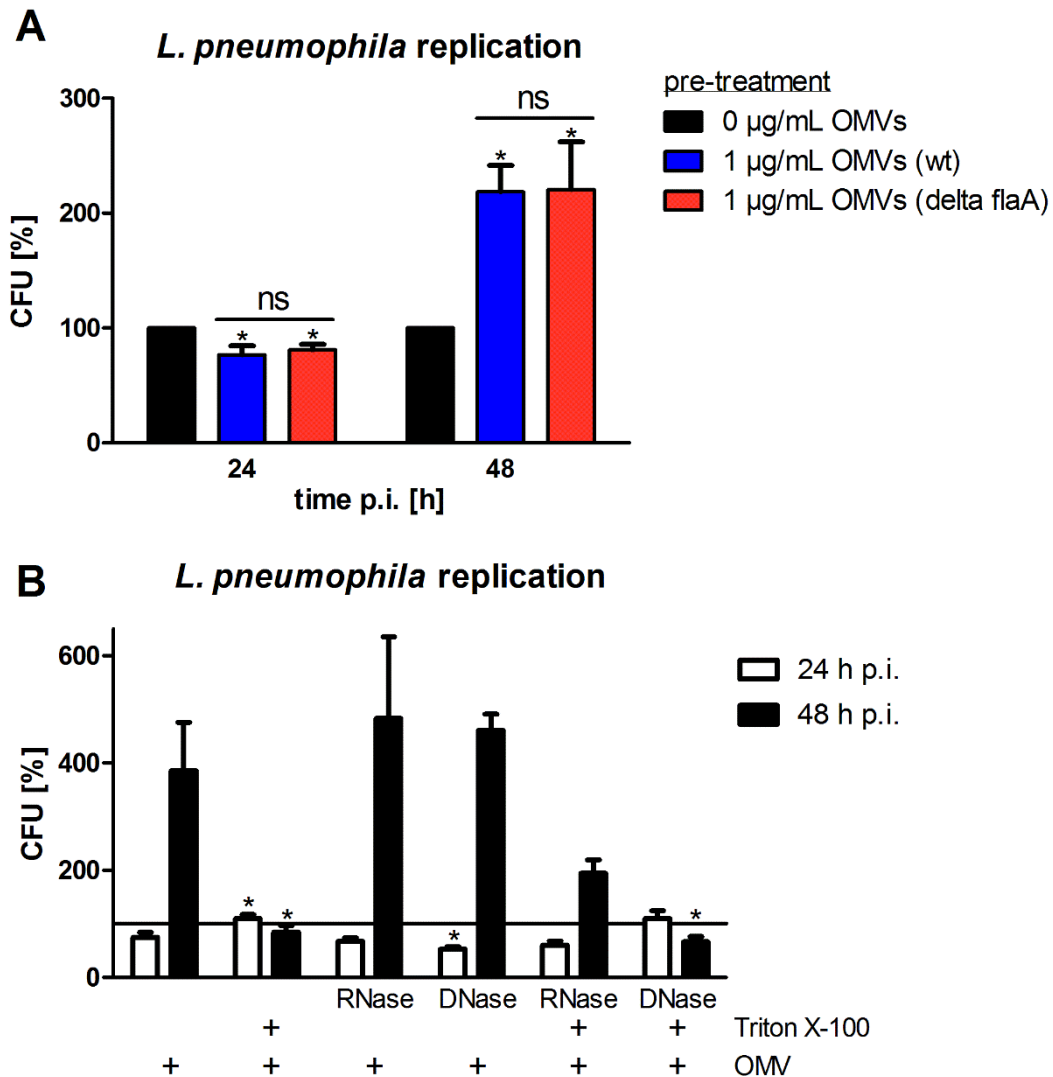 A
L. pneumophila replication
pre-treatment
0 µg/mL OMVs
1 µg/mL OMVs (wt)
1 µg/mL OMVs (delta flaA)
300
200
100
0
CFU [%]
ns
* *
ns
* *
24 48
time p.i. [h]
B
L. pneumophila replication
24 h p.i.
48 h p.i.
600
400
200
0
CFU [%]
* * * *
RNase DNase RNase DNase
+ + + Triton X-100
+ + + + + + OMV